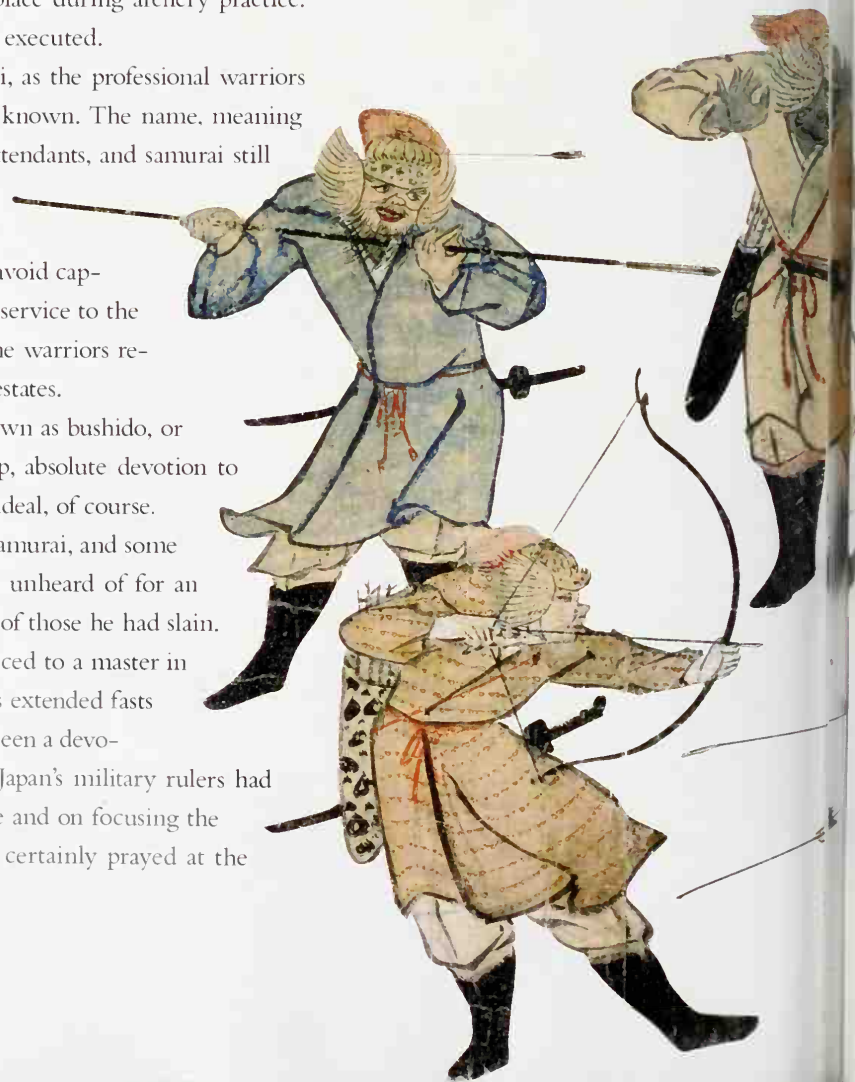 place during archery practice.
executed.
i, as the professional warriors
known. The name, meaning
tendants, and samurai still
avoid cap-
service to the
ne warriors re-
estates.
wn as bushido, or
p, absolute devotion to
deal, of course.
amurai, and some
unheard of for an
of those he had slain.
ced to a master in
s extended fasts
een a devo-
Japan's military rulers had
e and on focusing the
certainly prayed at the